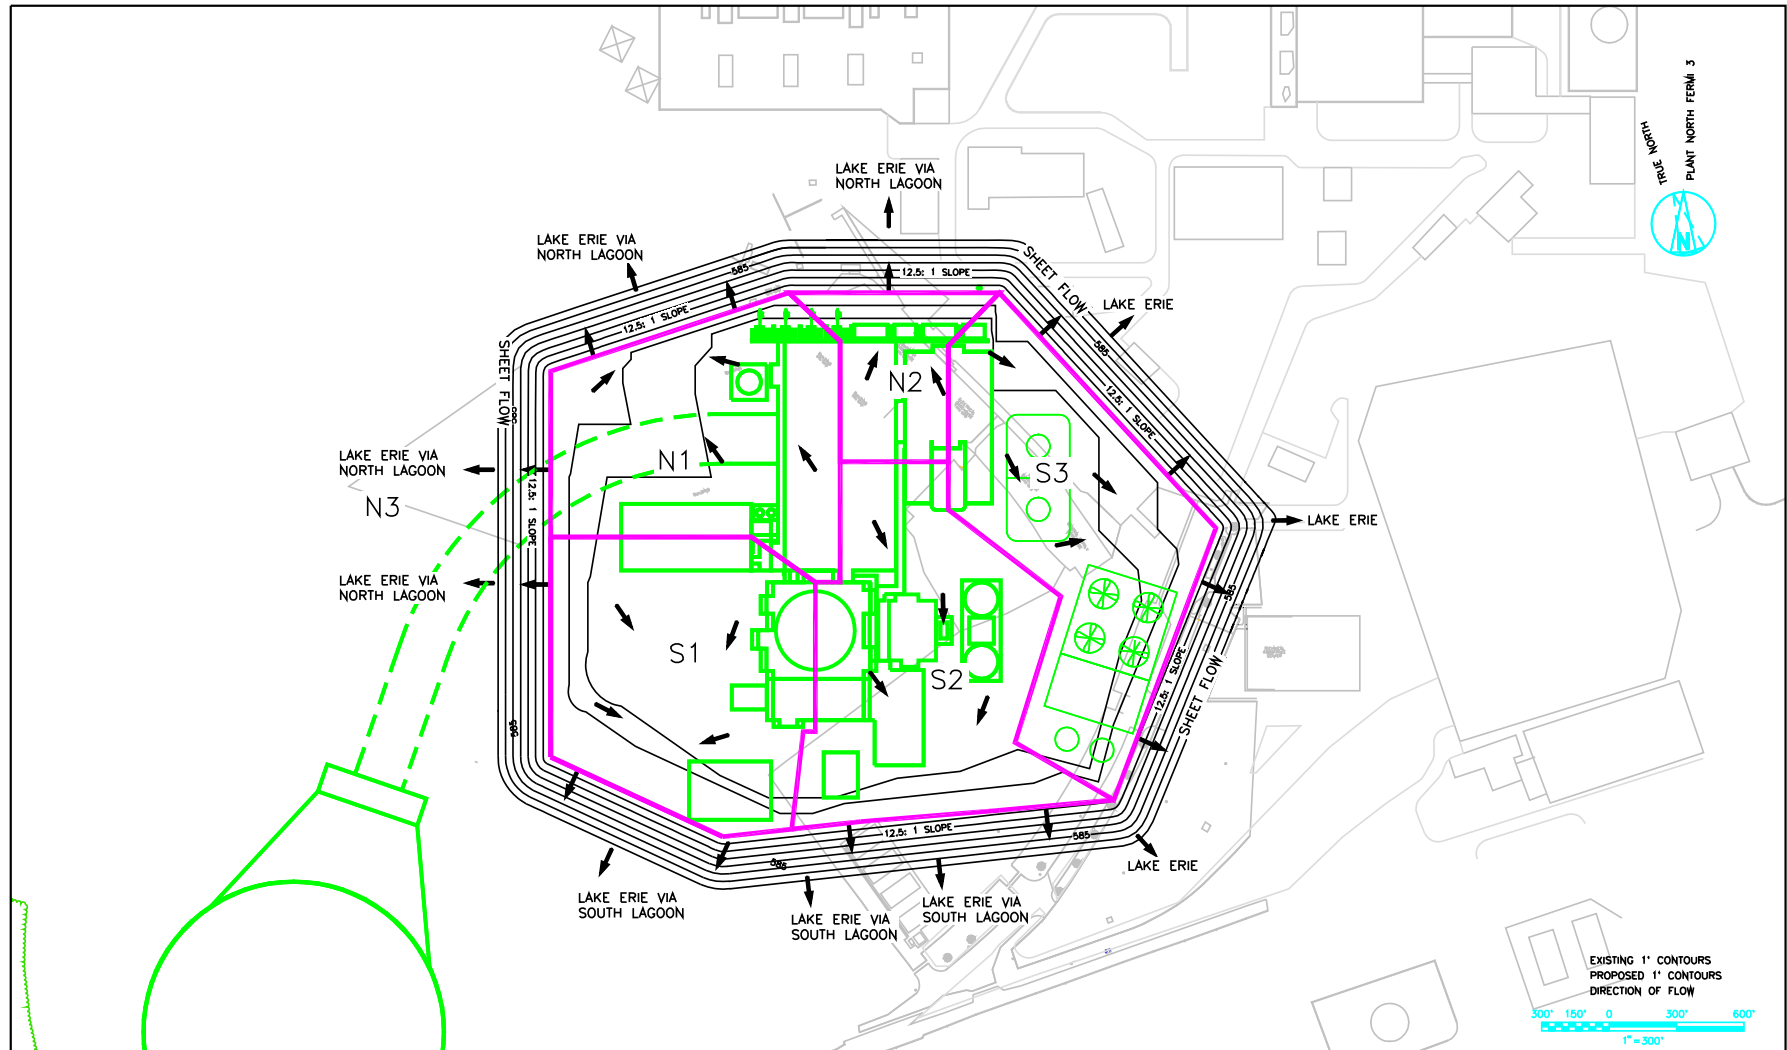 TRUE NORTH
PLANT NORTH FERMI 3
N
LAKE ERIE VIA
NORTH LAGOON
LAKE ERIE VIA
NORTH LAGOON
585
12.5: 1 SLOPE
SHEET FLOW
LAKE ERIE
12.5: 1 SLOPE
585
SHEET FLOW
585
12.5: 1 SLOPE
N2
N1
S3
LAKE ERIE VIA
NORTH LAGOON
N3
12.5: 1 SLOPE
LAKE ERIE
LAKE ERIE VIA
NORTH LAGOON
585
S1
S2
12.5: 1 SLOPE
SHEET FLOW
585
12.5: 1 SLOPE
585
585
LAKE ERIE
LAKE ERIE VIA
SOUTH LAGOON
LAKE ERIE VIA
SOUTH LAGOON
LAKE ERIE VIA
SOUTH LAGOON
EXISTING 1' CONTOURS
PROPOSED 1' CONTOURS
DIRECTION OF FLOW
300' 150' 0 300' 600'
1"=300'